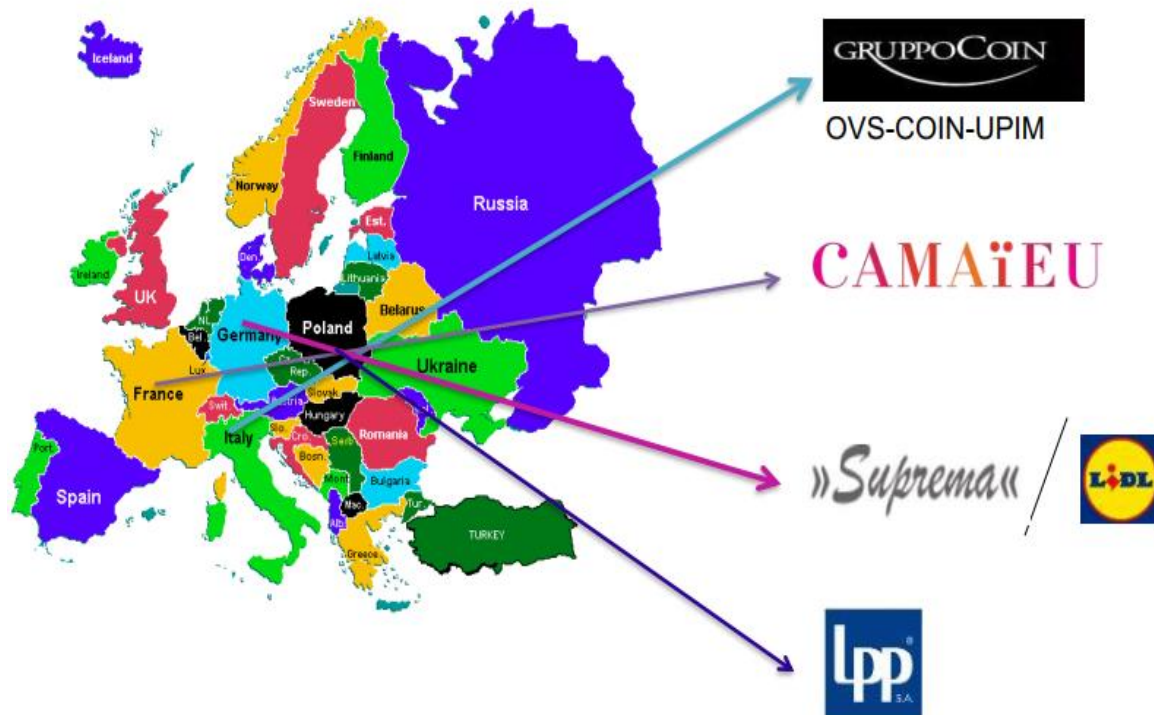 Iceland
GRUPPOCOIN
OVS-COIN-UPIM
Sweden
Finland
Norway
Russia
Est.
Latvia
Den.
Lithuania
Ireland
UK
CAMAïEU
NL
Belarus
Bel.
Germany
Poland
Lux
Rep.
Ukraine
France
Slovak.
Swit.
Austria
Hungary
Italy
Slo.
Cro.
Romania
Serb
Port.
Bosn.
Spain
Mont
Bulgaria
»Suprema« /
LiDL
Mac.
Tur.
Alb.
TURKEY
Greece
Lpp®
S.A.